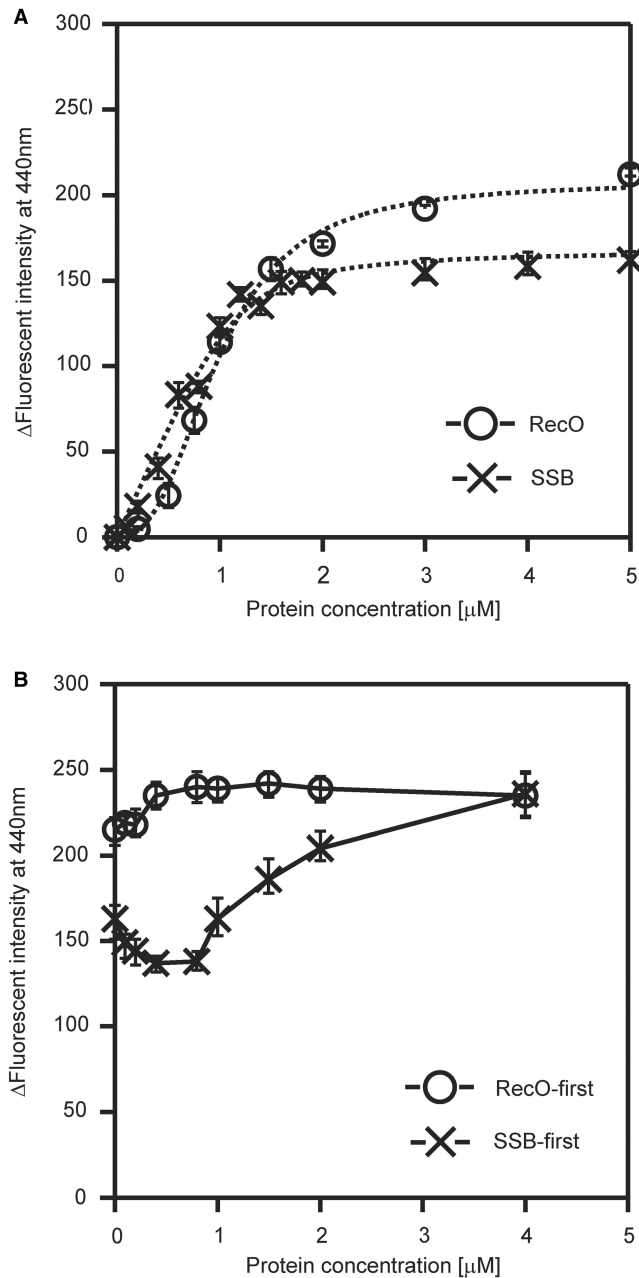 A
300
250
200
150
100
50
0
ΔFluorescent intensity at 440nm
RecO
SSB
0 1 2 3 4 5
Protein concentration [μM]
B
300
250
200
150
100
50
0
ΔFluorescent intensity at 440nm
RecO-first
SSB-first
0 1 2 3 4 5
Protein concentration [μM]